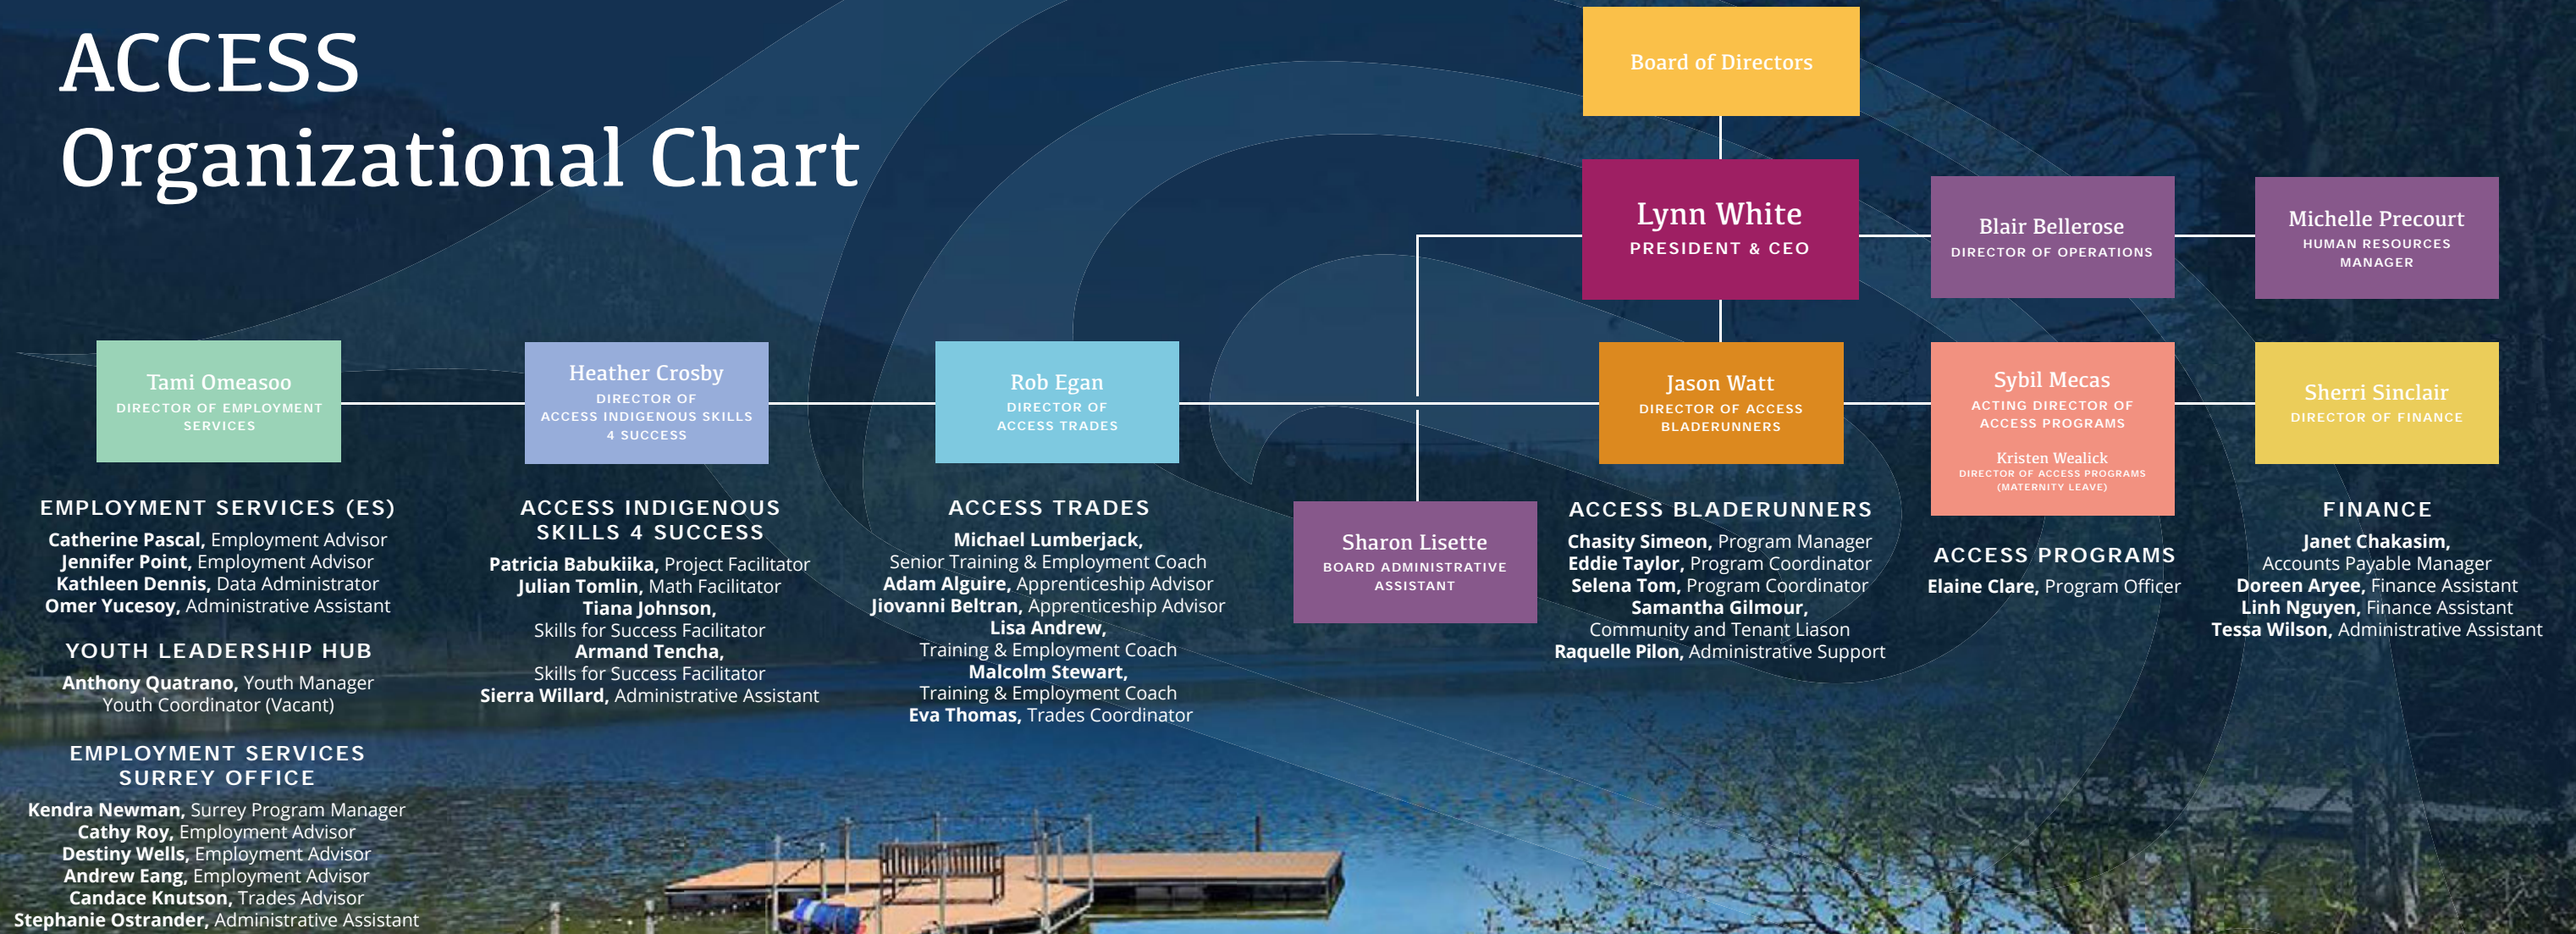 ACCESS
Organizational Chart
Board of Directors
Lynn White
PRESIDENT & CEO
Blair Bellerose
DIRECTOR OF OPERATIONS
Michelle Precourt
HUMAN RESOURCES
MANAGER
Tami Omeasoo
DIRECTOR OF EMPLOYMENT
SERVICES
Heather Crosby
DIRECTOR OF
ACCESS INDIGENOUS SKILLS
4 SUCCESS
Rob Egan
DIRECTOR OF
ACCESS TRADES
Jason Watt
DIRECTOR OF ACCESS
BLADERUNNERS
Sybil Mecas
ACTING DIRECTOR OF
ACCESS PROGRAMS
Kristen Wealick
DIRECTOR OF ACCESS PROGRAMS
(MATERNITY LEAVE)
Sherri Sinclair
DIRECTOR OF FINANCE
EMPLOYMENT SERVICES (ES)
Catherine Pascal, Employment Advisor
Jennifer Point, Employment Advisor
Kathleen Dennis, Data Administrator
Omer Yucesoy, Administrative Assistant
YOUTH LEADERSHIP HUB
Anthony Quatrano, Youth Manager
Youth Coordinator (Vacant)
EMPLOYMENT SERVICES
SURREY OFFICE
Kendra Newman, Surrey Program Manager
Cathy Roy, Employment Advisor
Destiny Wells, Employment Advisor
Andrew Eang, Employment Advisor
Candace Knutson, Trades Advisor
Stephanie Ostrander, Administrative Assistant
ACCESS INDIGENOUS
SKILLS 4 SUCCESS
Patricia Babukiika, Project Facilitator
Julian Tomlin, Math Facilitator
Tiana Johnson,
Skills for Success Facilitator
Armand Tencha,
Skills for Success Facilitator
Sierra Willard, Administrative Assistant
ACCESS TRADES
Michael Lumberjack,
Senior Training & Employment Coach
Adam Alguire, Apprenticeship Advisor
Jiovanni Beltran, Apprenticeship Advisor
Lisa Andrew,
Training & Employment Coach
Malcolm Stewart,
Training & Employment Coach
Eva Thomas, Trades Coordinator
Sharon Lisette
BOARD ADMINISTRATIVE
ASSISTANT
ACCESS BLADERUNNERS
Chasity Simeon, Program Manager
Eddie Taylor, Program Coordinator
Selena Tom, Program Coordinator
Samantha Gilmour,
Community and Tenant Liason
Raquelle Pilon, Administrative Support
ACCESS PROGRAMS
Elaine Clare, Program Officer
FINANCE
Janet Chakasim,
Accounts Payable Manager
Doreen Aryee, Finance Assistant
Linh Nguyen, Finance Assistant
Tessa Wilson, Administrative Assistant